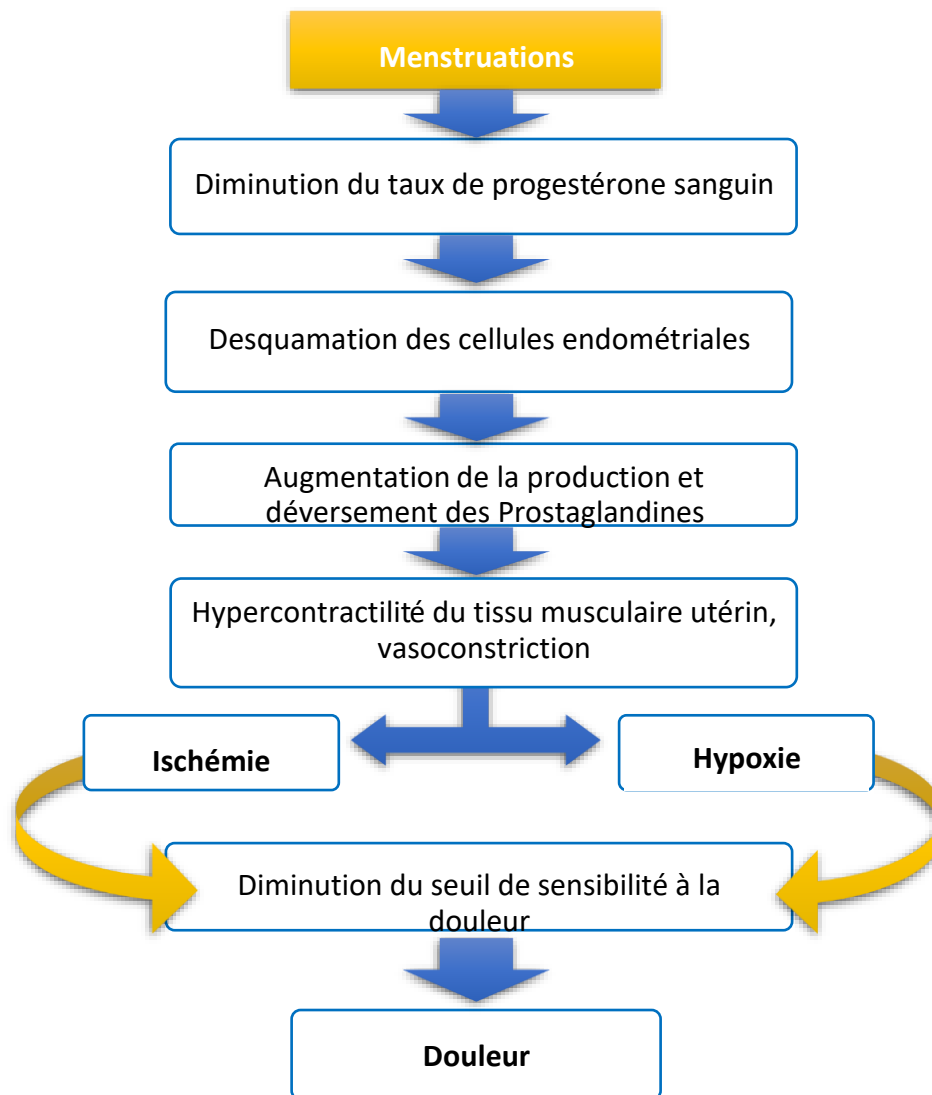 Menstruations
Diminution du taux de progestérone sanguin
Desquamation des cellules endométriales
Augmentation de la production et
déversement des Prostaglandines
Hypercontractilité du tissu musculaire utérin,
vasoconstriction
Ischémie
Hypoxie
Diminution du seuil de sensibilité à la
douleur
Douleur